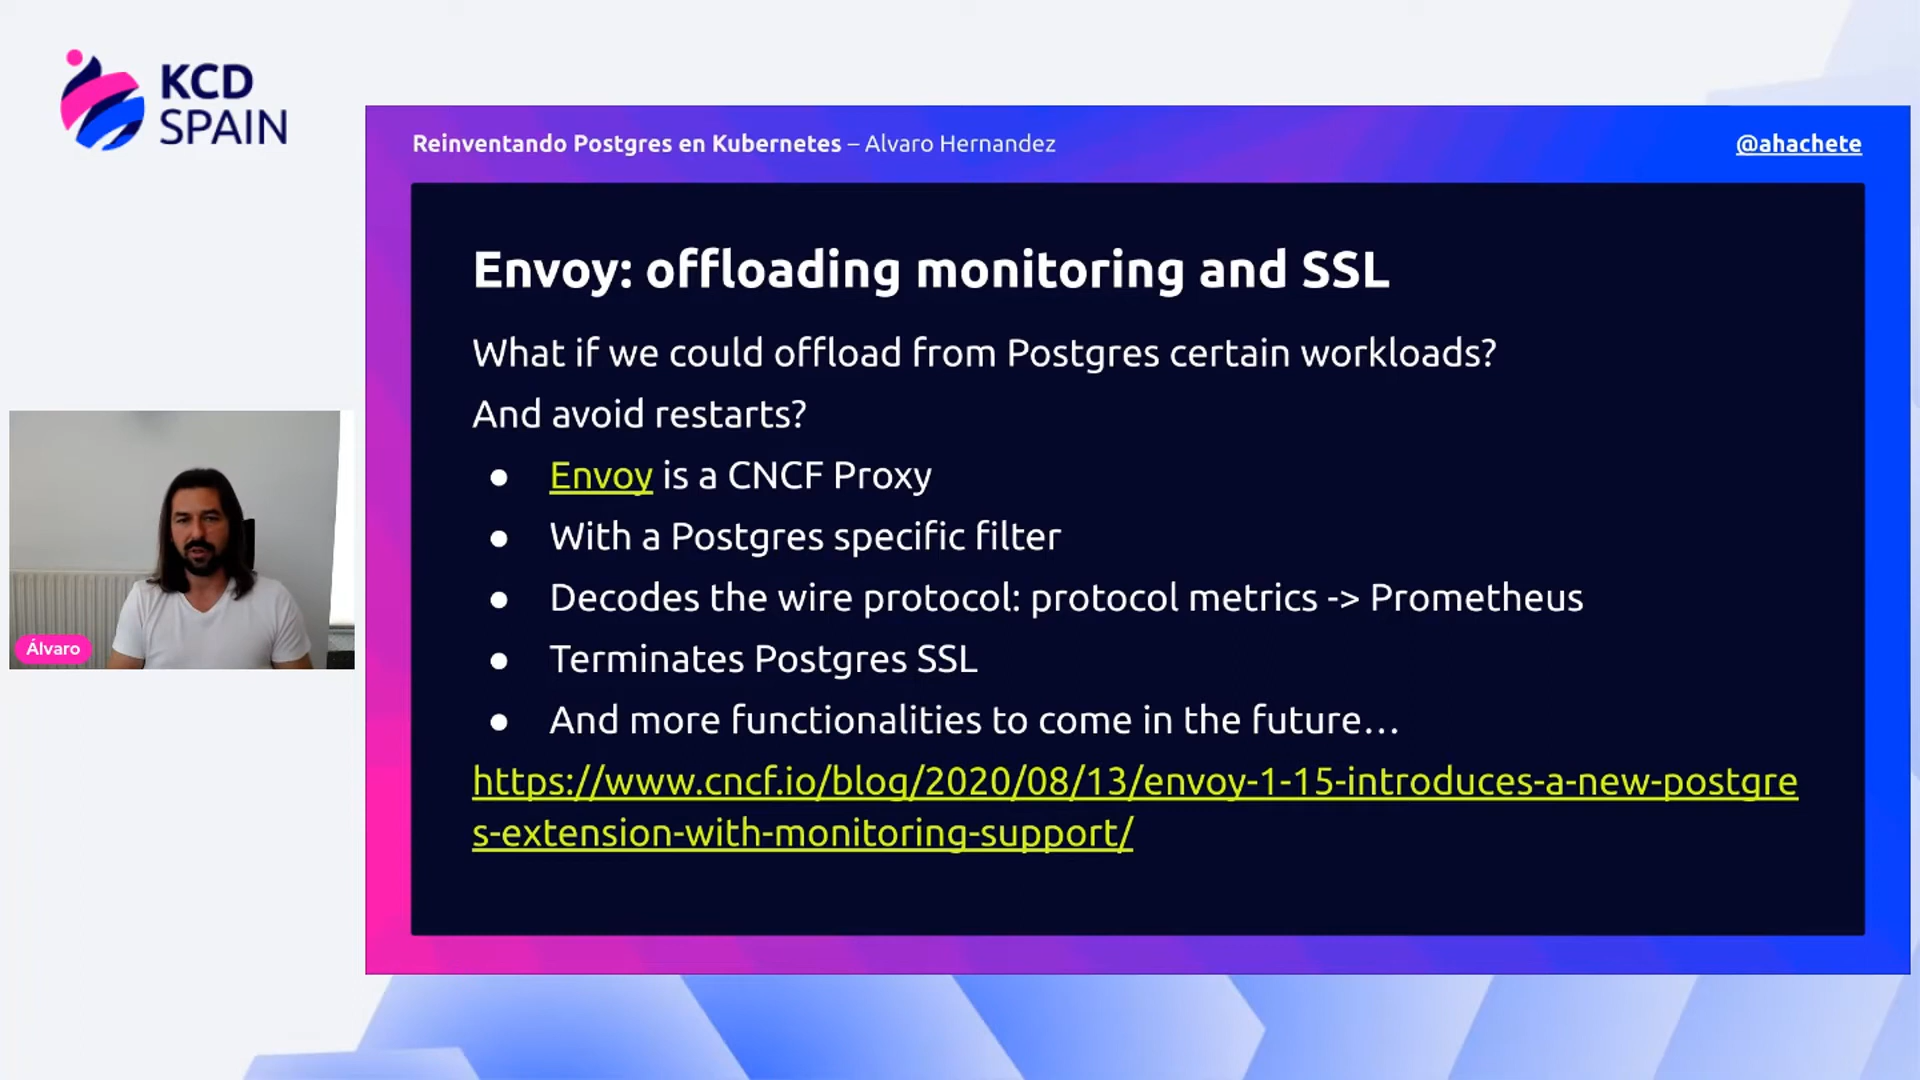 KCD
SPAIN
Reinventando Postgres en Kubernetes – Alvaro Hernandez
@ahachete
Envoy: offloading monitoring and SSL
What if we could offload from Postgres certain workloads?
And avoid restarts?
● Envoy is a CNCF Proxy
● With a Postgres specific filter
● Decodes the wire protocol: protocol metrics -> Prometheus
● Terminates Postgres SSL
● And more functionalities to come in the future…
https://www.cncf.io/blog/2020/08/13/envoy-1-15-introduces-a-new-postgre
s-extension-with-monitoring-support/
Álvaro